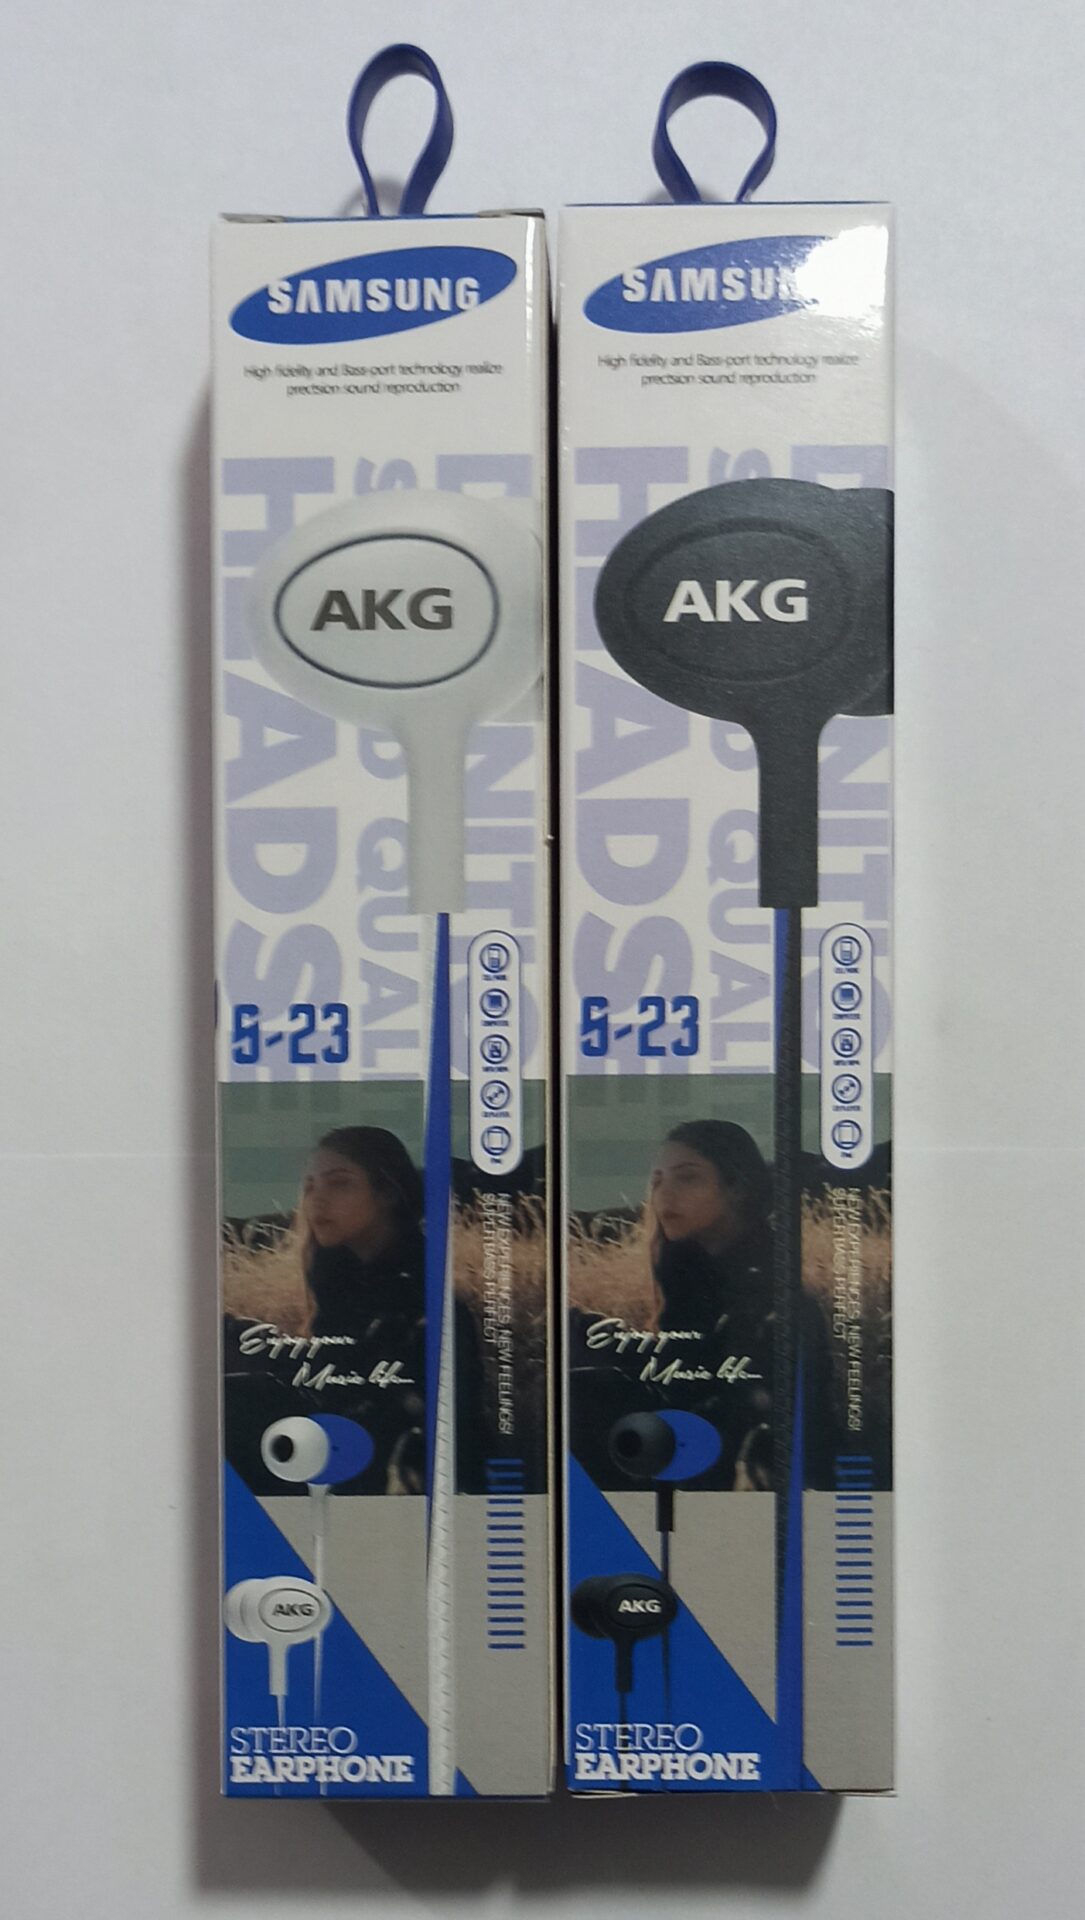 SAMSUNG
High fidelity and Bass-port technology realize
precision sound reproduction
AKG
S-23
NEW EXPERIENCES, NEW FEELINGS!
SUPER BASS PERFECT
Enjoy your
Music life...
AKG
STEREO
EARPHONE
SAMSUNG
High fidelity and Bass-port technology realize
precision sound reproduction
AKG
S-23
NEW EXPERIENCES, NEW FEELINGS!
SUPER BASS PERFECT
Enjoy your
Music life...
AKG
STEREO
EARPHONE